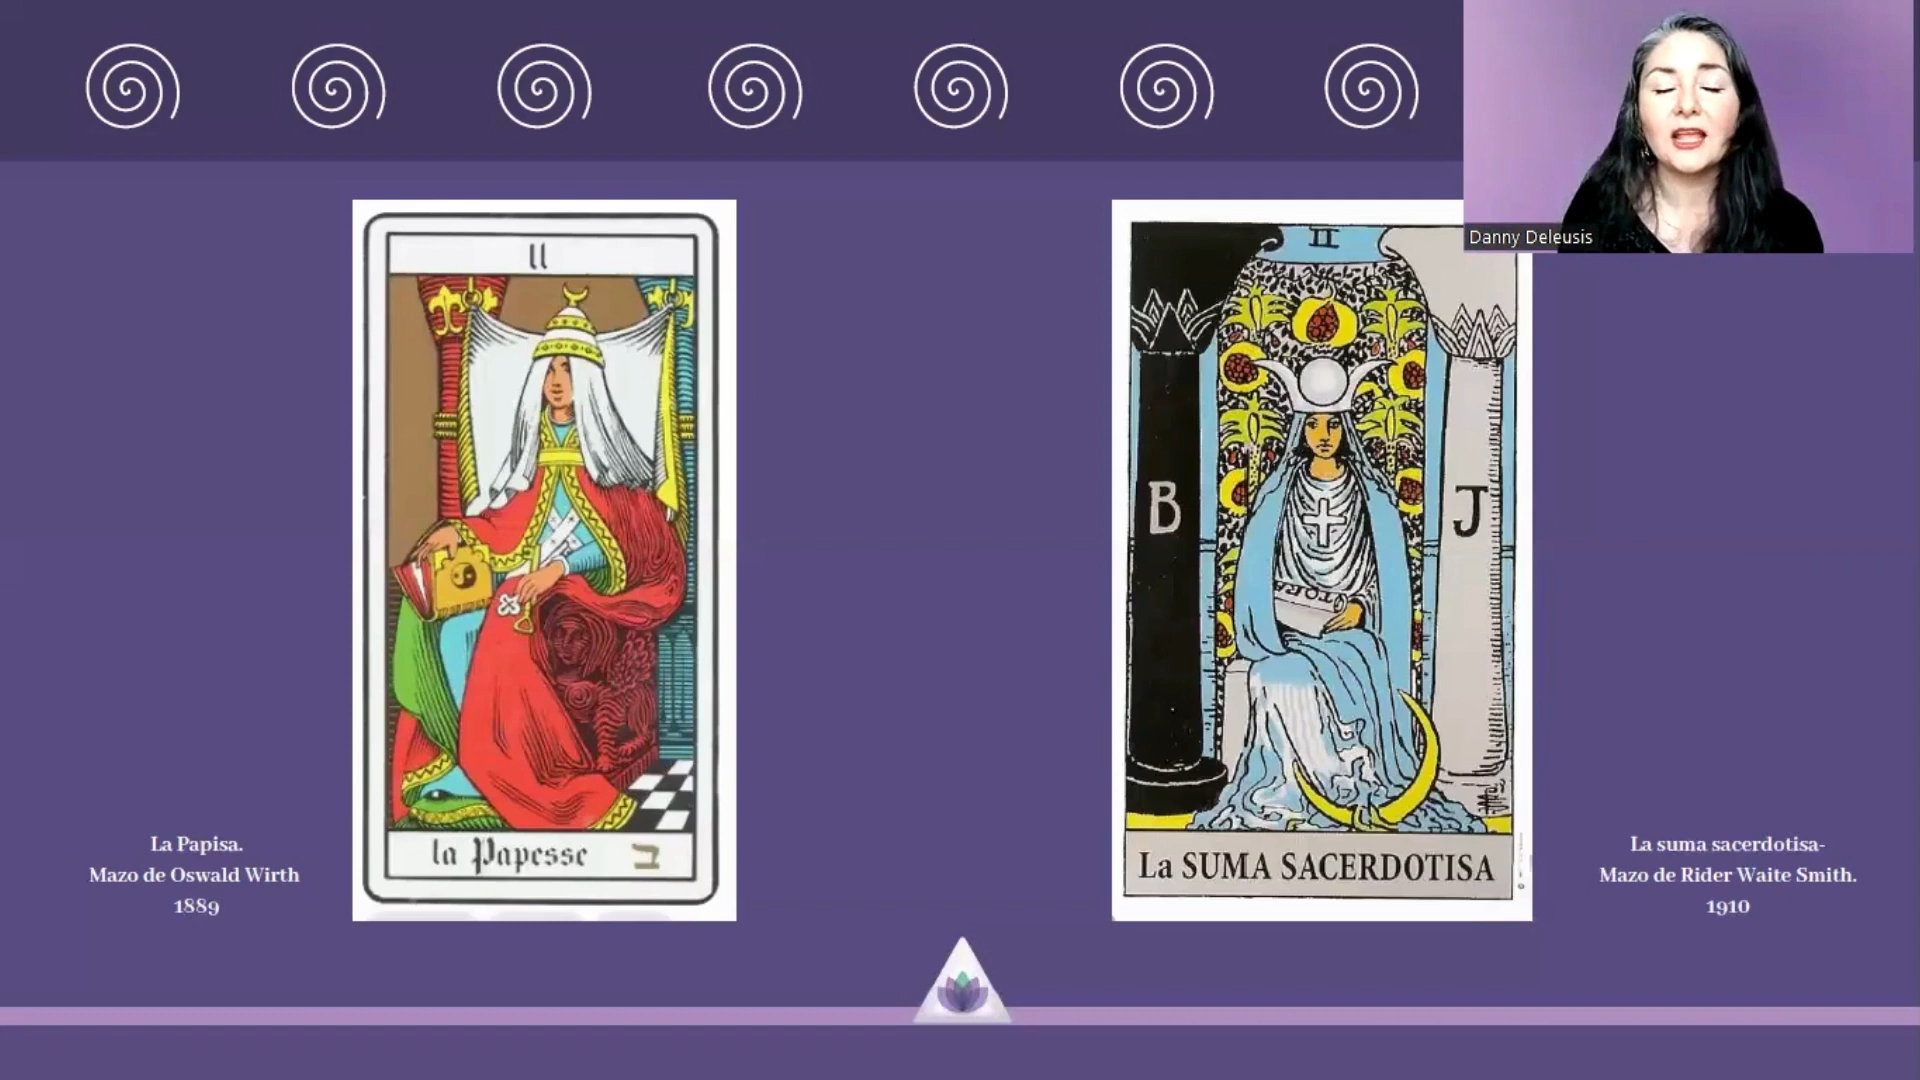 Danny Deleusis
II
la Papesse ב
II
B J
TORA
La SUMA SACERDOTISA
La Papisa.
Mazo de Oswald Wirth
1889
La suma sacerdotisa-
Mazo de Rider Waite Smith.
1910